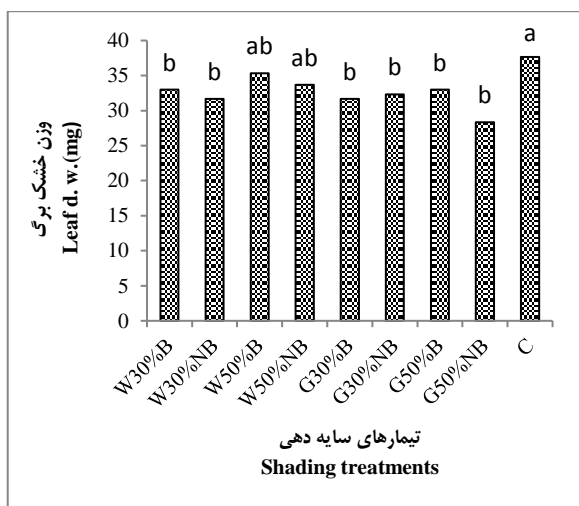 وزن خشک برگ
Leaf d. w.(mg)
40
35
30
25
20
15
10
5
0
b
b
ab
ab
b
b
b
b
a
W30%B
W30%NB
W50%B
W50%NB
G30%B
G30%NB
G50%B
G50%NB
C
تیمارهای سایه دهی
Shading treatments